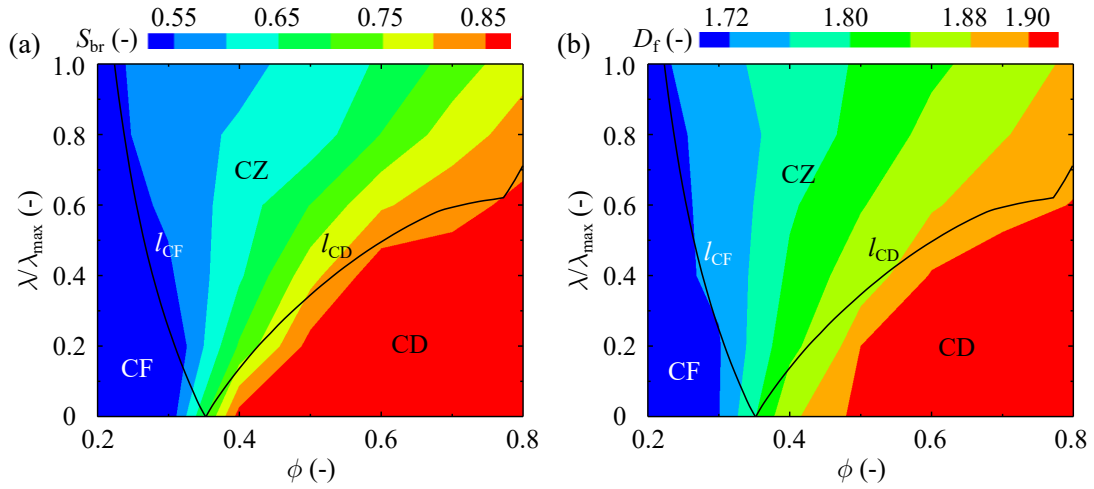 0.55 0.65 0.75 0.85
(a) S_br (-)
1.0
0.8
0.6
0.4
0.2
0
λ/λ_max (-)
CZ
l_CF
l_CD
CF
CD
0.2 0.4 0.6 0.8
ϕ (-)
1.72 1.80 1.88 1.90
(b) D_f (-)
1.0
0.8
0.6
0.4
0.2
0
λ/λ_max (-)
CZ
l_CF
l_CD
CF
CD
0.2 0.4 0.6 0.8
ϕ (-)